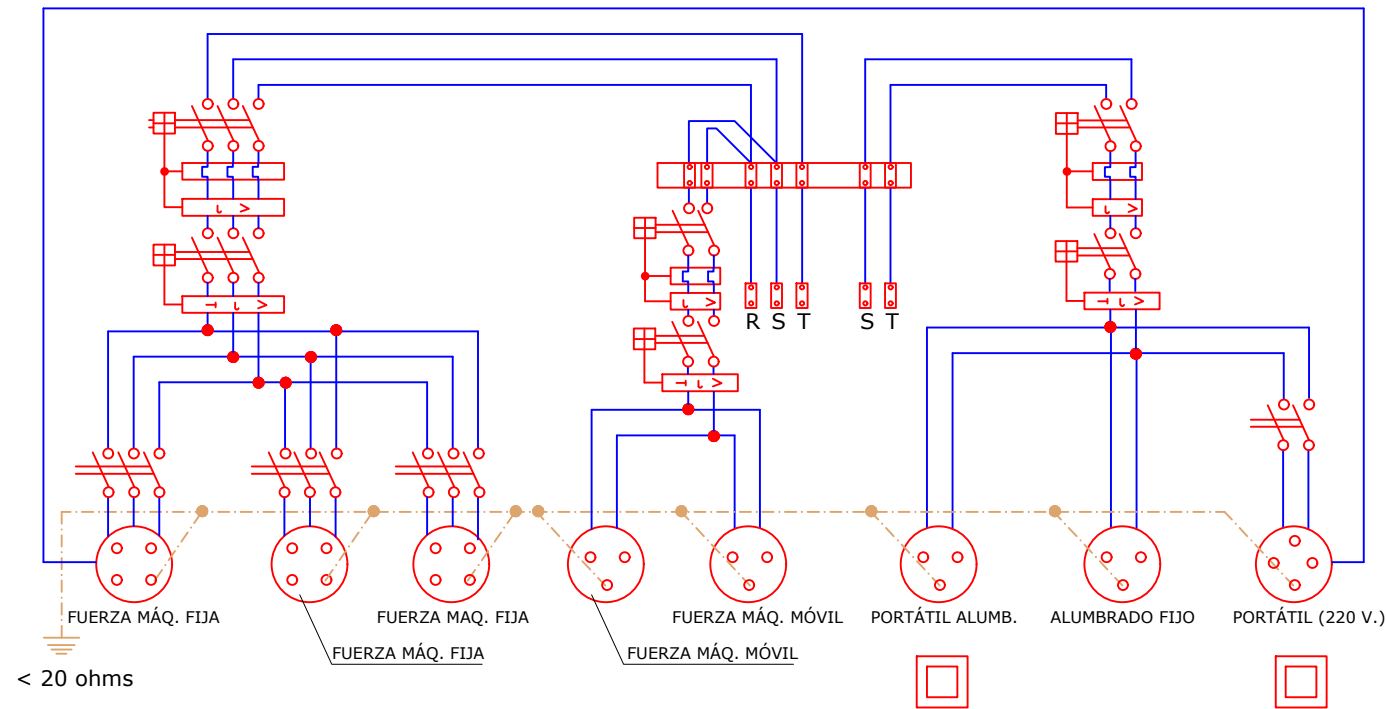 R S T S T
FUERZA MÁQ. FIJA
FUERZA MAQ. FIJA
FUERZA MÁQ. MÓVIL
PORTÁTIL ALUMB.
ALUMBRADO FIJO
PORTÁTIL (220 V.)
FUERZA MÁQ. FIJA
FUERZA MÁQ. MÓVIL
< 20 ohms